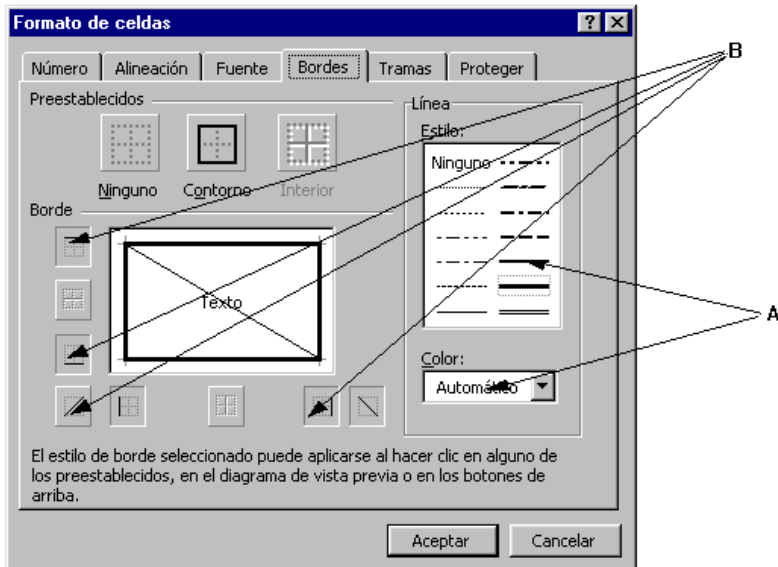 Formato de celdas
B
Número Alineación Fuente Bordes Tramas Proteger
Preestablecidos
Ninguno Contorno Interior
Línea
Estilo:
Ninguno
Borde
Texto
A
Color:
Automático
El estilo de borde seleccionado puede aplicarse al hacer clic en alguno de
los preestablecidos, en el diagrama de vista previa o en los botones de
arriba.
Aceptar Cancelar